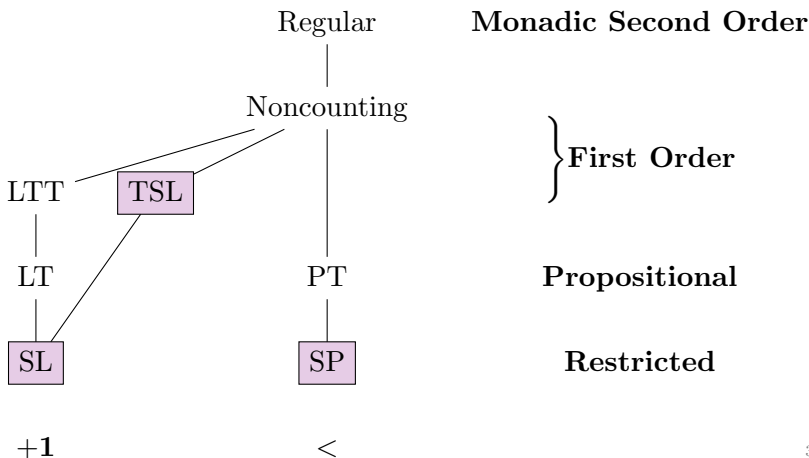 Regular Monadic Second Order
Noncounting
First Order
LTT TSL
LT PT Propositional
SL SP Restricted
+1 <